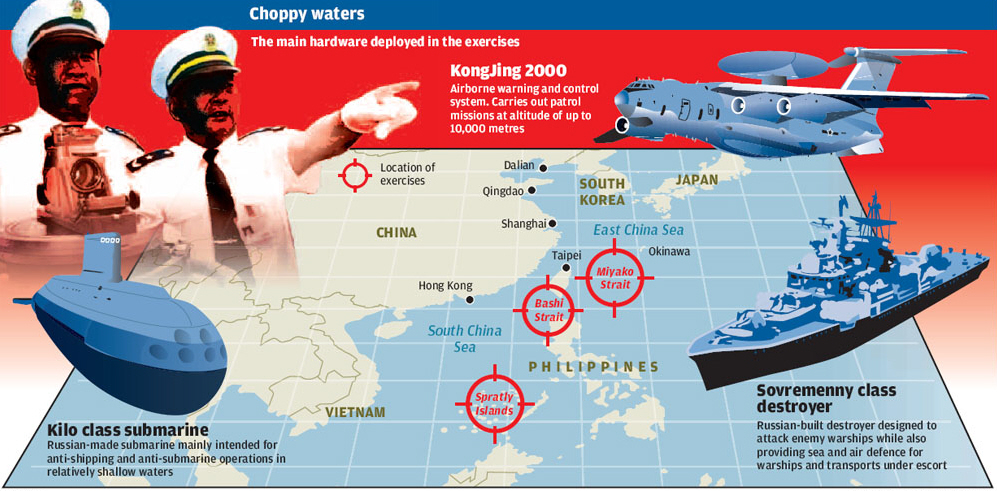 Choppy waters
The main hardware deployed in the exercises
KongJing 2000
Airborne warning and control
system. Carries out patrol
missions at altitude of up to
10,000 metres
Location of
exercises
Dalian
Qingdao
SOUTH
KOREA
JAPAN
Shanghai
CHINA
East China Sea
Okinawa
Taipei
Miyako
Strait
Hong Kong
Bashi
Strait
South China
Sea
PHILIPPINES
Spratly
Islands
VIETNAM
Kilo class submarine
Russian-made submarine mainly intended for
anti-shipping and anti-submarine operations in
relatively shallow waters
Sovremenny class
destroyer
Russian-built destroyer designed to
attack enemy warships while also
providing sea and air defence for
warships and transports under escort